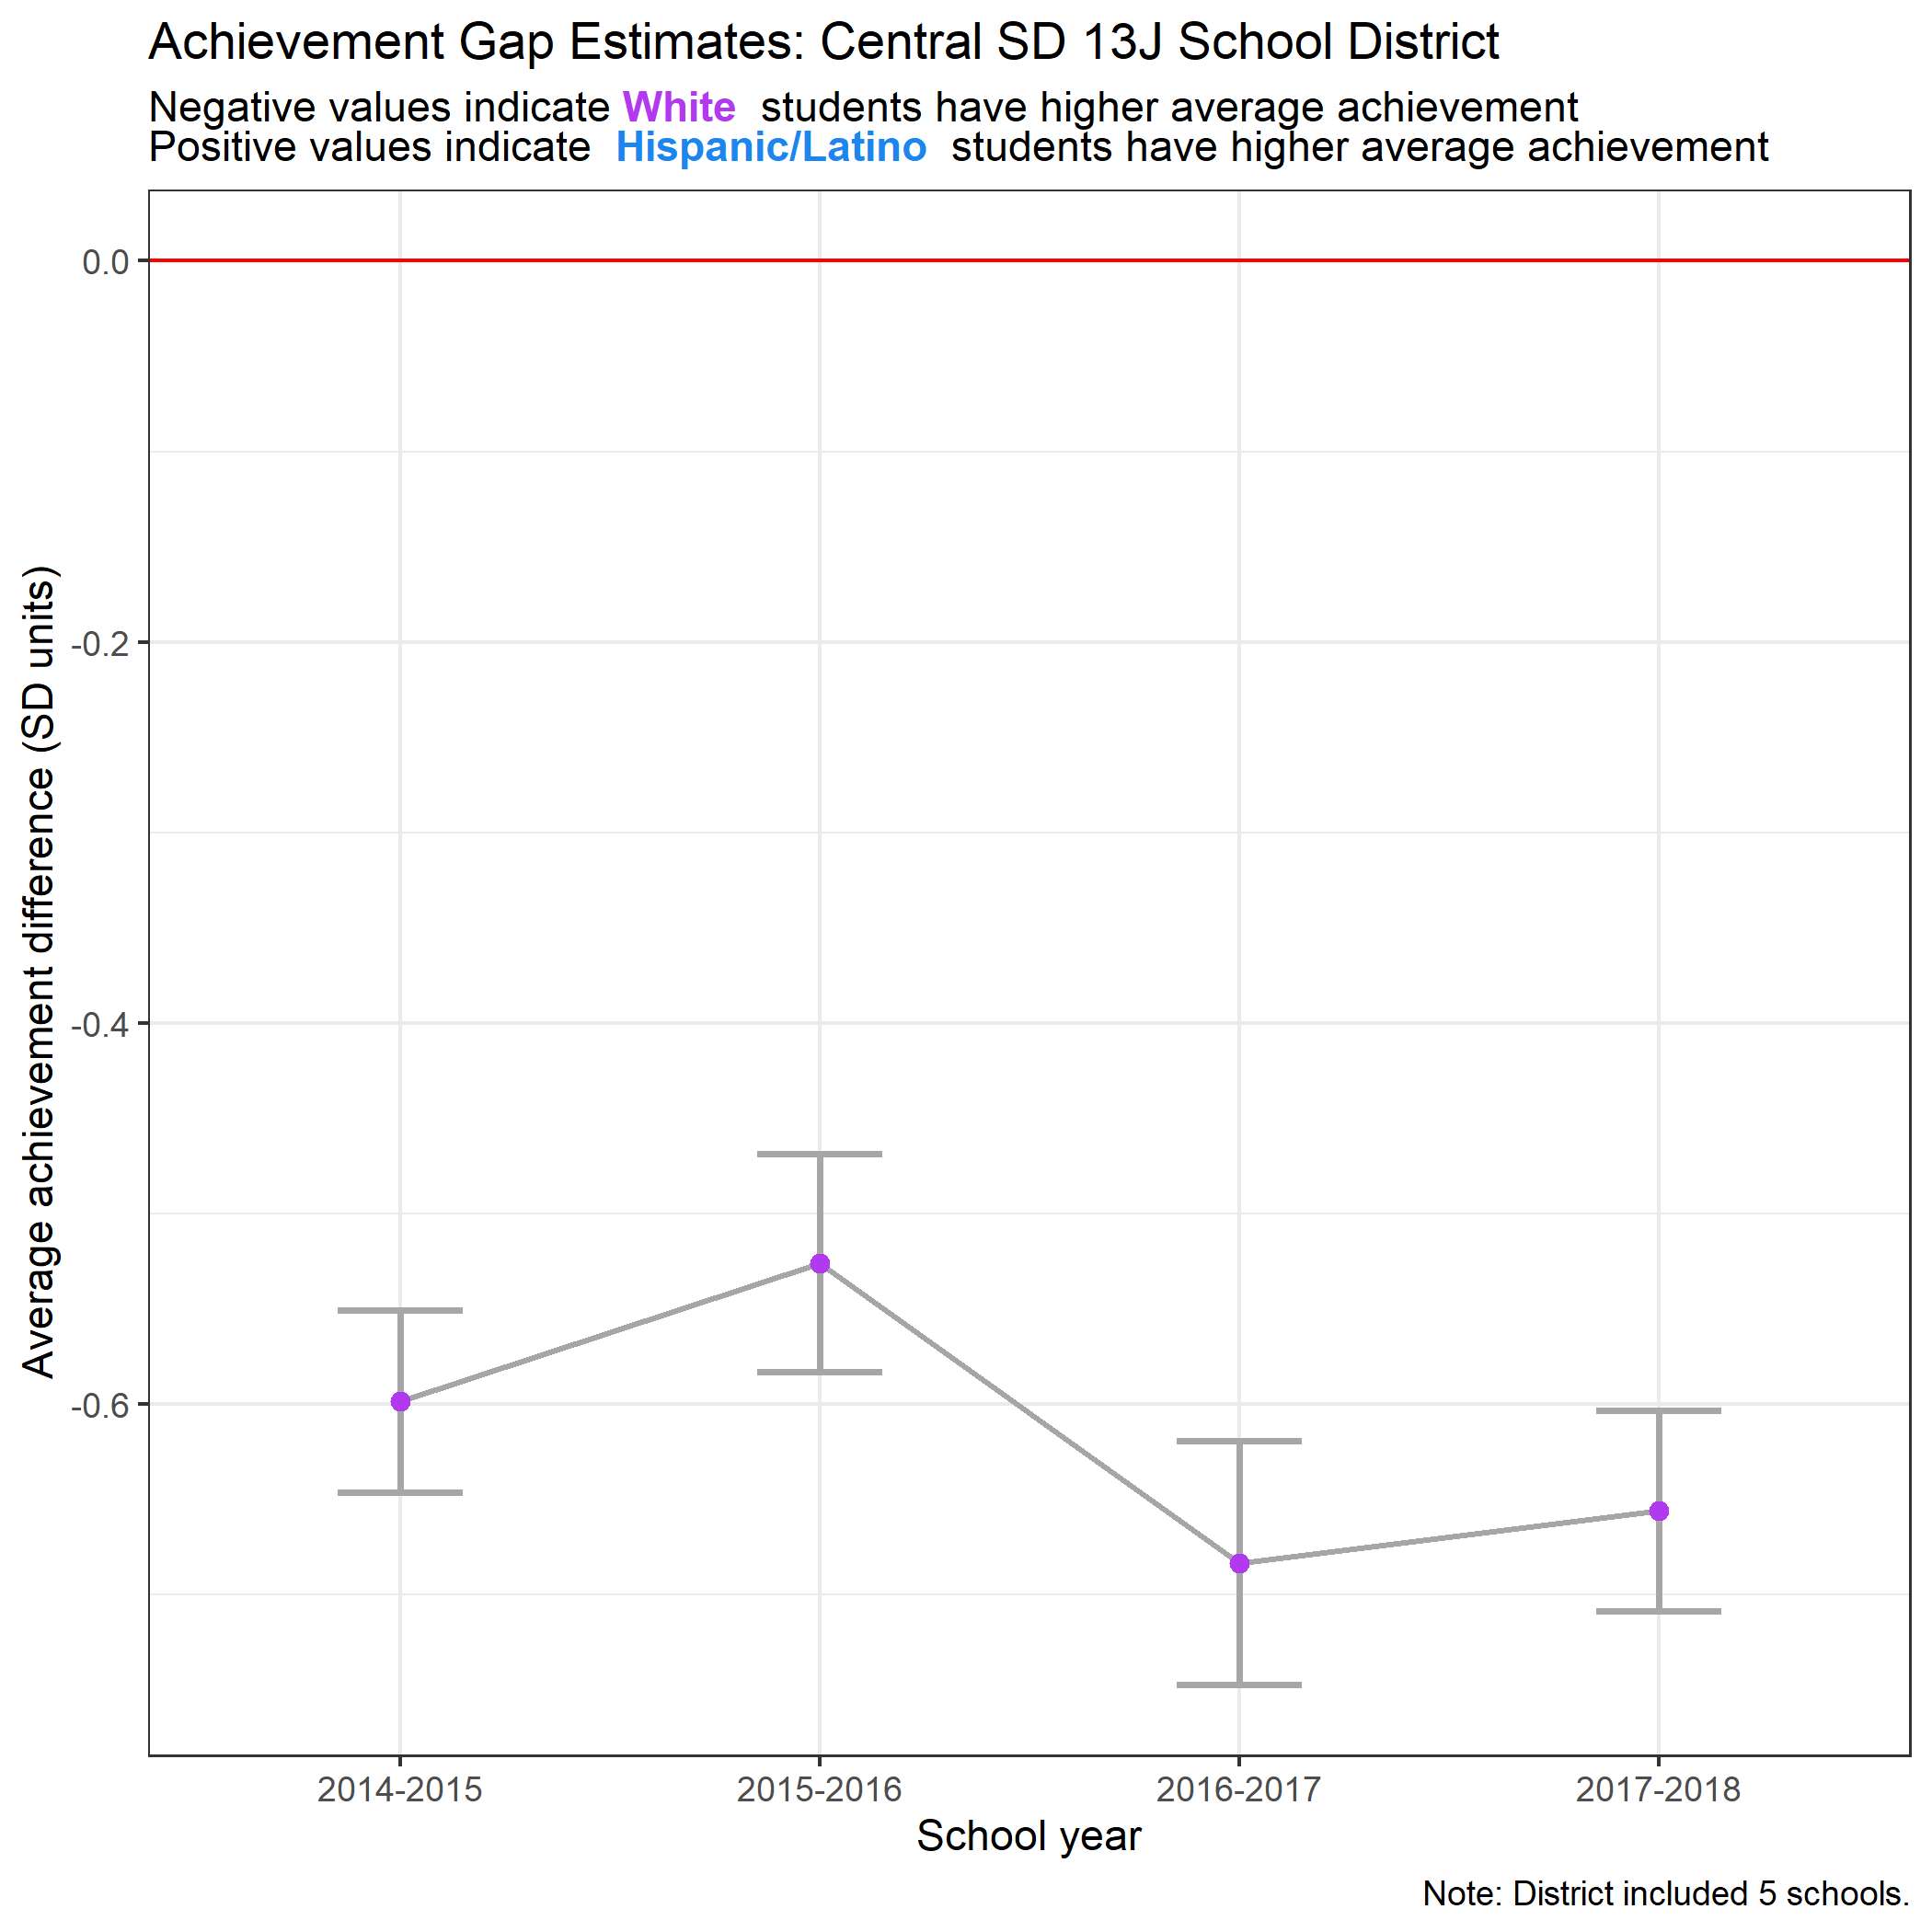 Achievement Gap Estimates: Central SD 13J School District
Negative values indicate White students have higher average achievement
Positive values indicate Hispanic/Latino students have higher average achievement
Average achievement difference (SD units)
0.0
-0.2
-0.4
-0.6
2014-2015 2015-2016 2016-2017 2017-2018
School year
Note: District included 5 schools.